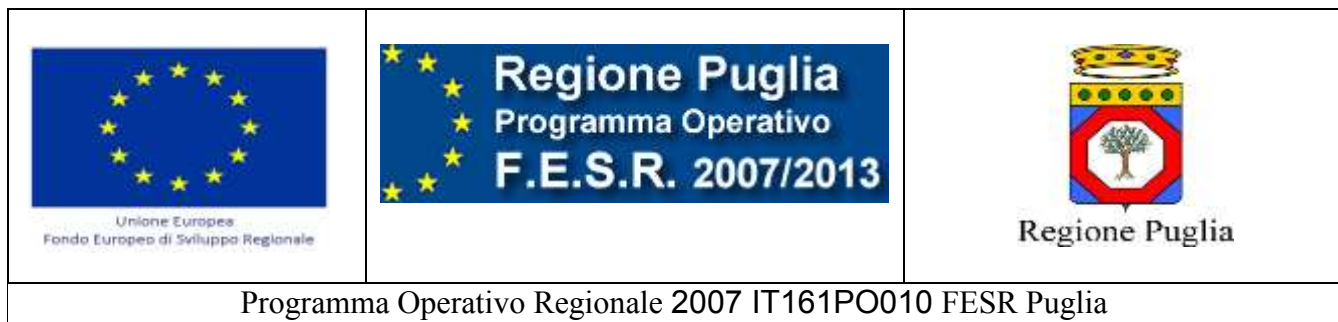 Unione Europea
Fondo Europeo di Sviluppo Regionale
Regione Puglia
Programma Operativo
F.E.S.R. 2007/2013
Regione Puglia
Programma Operativo Regionale 2007 IT161PO010 FESR Puglia